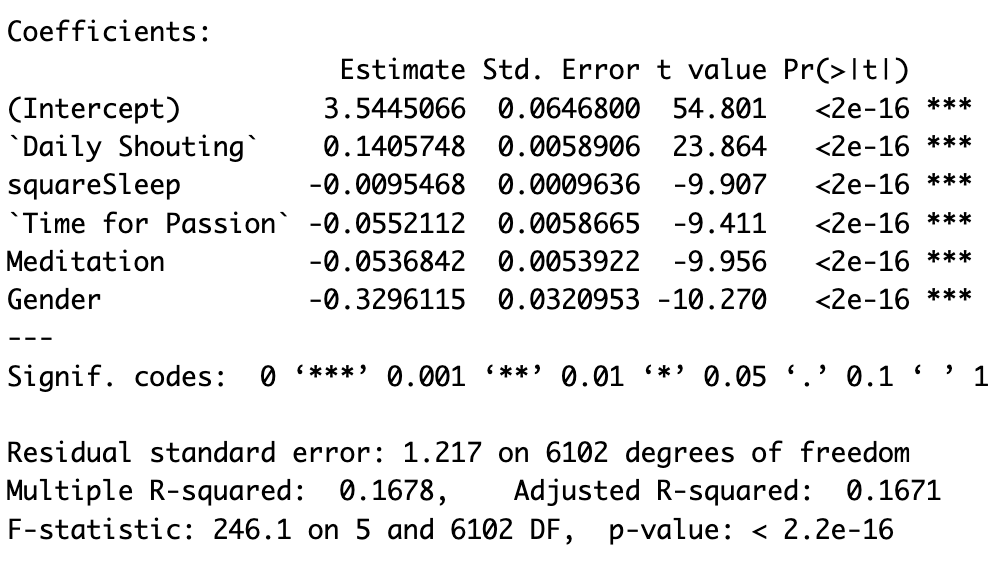 Coefficients:
Estimate Std. Error t value Pr(>|t|)
(Intercept) 3.5445066 0.0646800 54.801 <2e-16 ***
`Daily Shouting` 0.1405748 0.0058906 23.864 <2e-16 ***
squareSleep -0.0095468 0.0009636 -9.907 <2e-16 ***
`Time for Passion` -0.0552112 0.0058665 -9.411 <2e-16 ***
Meditation -0.0536842 0.0053922 -9.956 <2e-16 ***
Gender -0.3296115 0.0320953 -10.270 <2e-16 ***
---
Signif. codes: 0 ‘***’ 0.001 ‘**’ 0.01 ‘*’ 0.05 ‘.’ 0.1 ‘ ’ 1
Residual standard error: 1.217 on 6102 degrees of freedom
Multiple R-squared: 0.1678, Adjusted R-squared: 0.1671
F-statistic: 246.1 on 5 and 6102 DF, p-value: < 2.2e-16